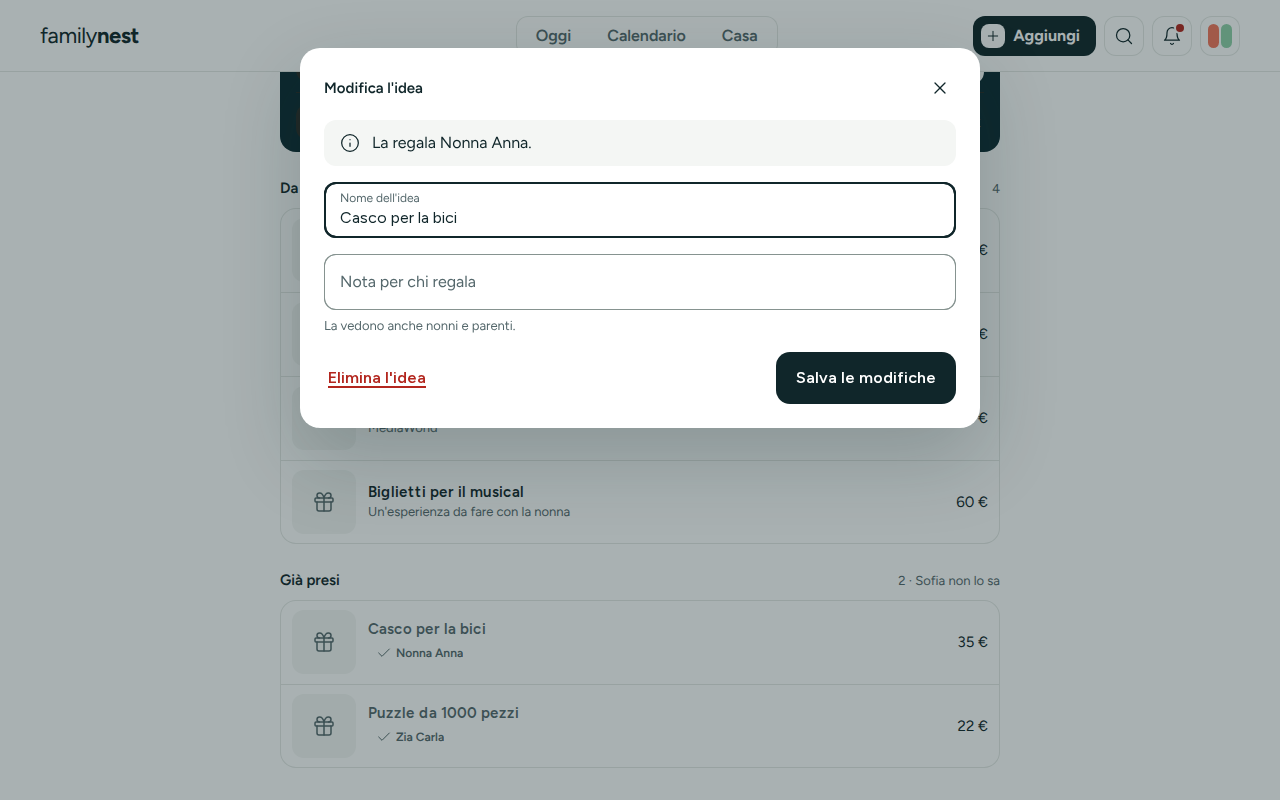 familynest
Oggi Calendario Casa
Aggiungi
Modifica l'idea
La regala Nonna Anna.
Nome dell'idea
Casco per la bici
Nota per chi regala
La vedono anche nonni e parenti.
Elimina l'idea
Salva le modifiche
Da
4
€
€
€
MediaWorld
Biglietti per il musical
Un'esperienza da fare con la nonna
60 €
Già presi
2 · Sofia non lo sa
Casco per la bici
Nonna Anna
35 €
Puzzle da 1000 pezzi
Zia Carla
22 €